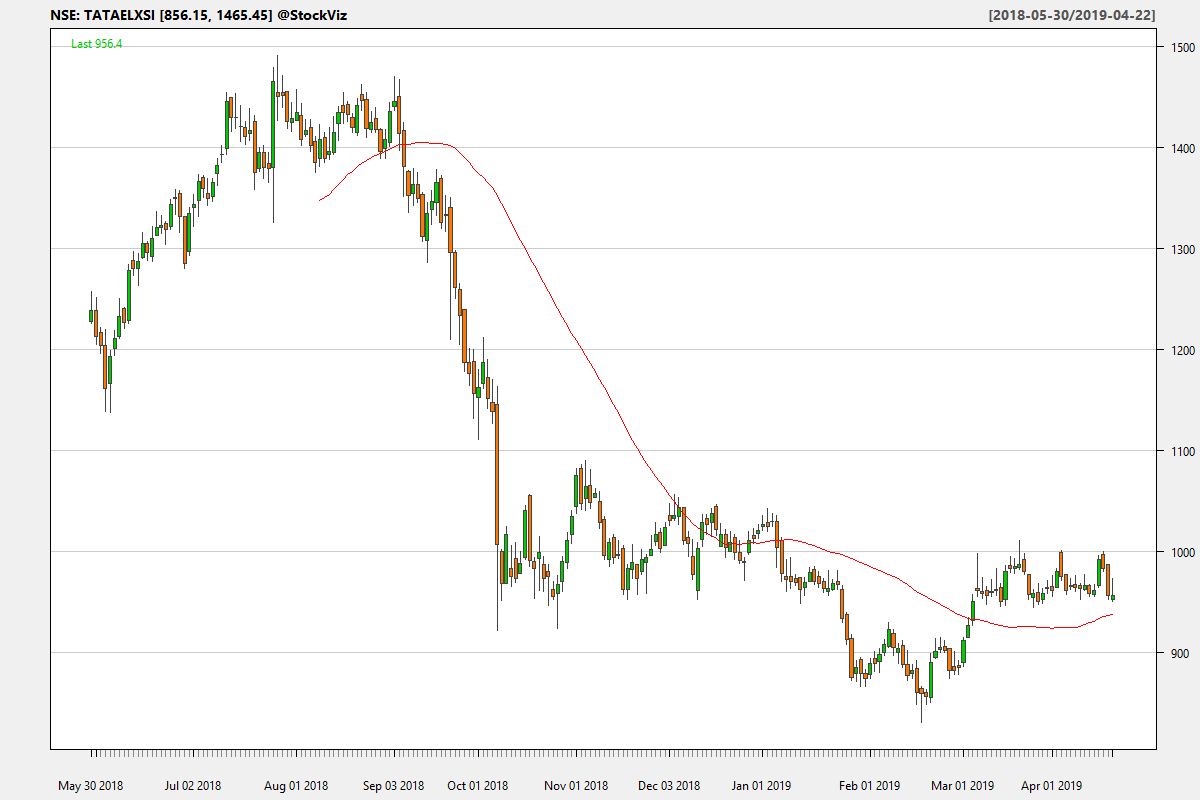 NSE: TATAELXSI [856.15, 1465.45] @StockViz
[2018-05-30/2019-04-22]
Last 956.4
1500
1400
1300
1200
1100
1000
900
May 30 2018
Jul 02 2018
Aug 01 2018
Sep 03 2018
Oct 01 2018
Nov 01 2018
Dec 03 2018
Jan 01 2019
Feb 01 2019
Mar 01 2019
Apr 01 2019